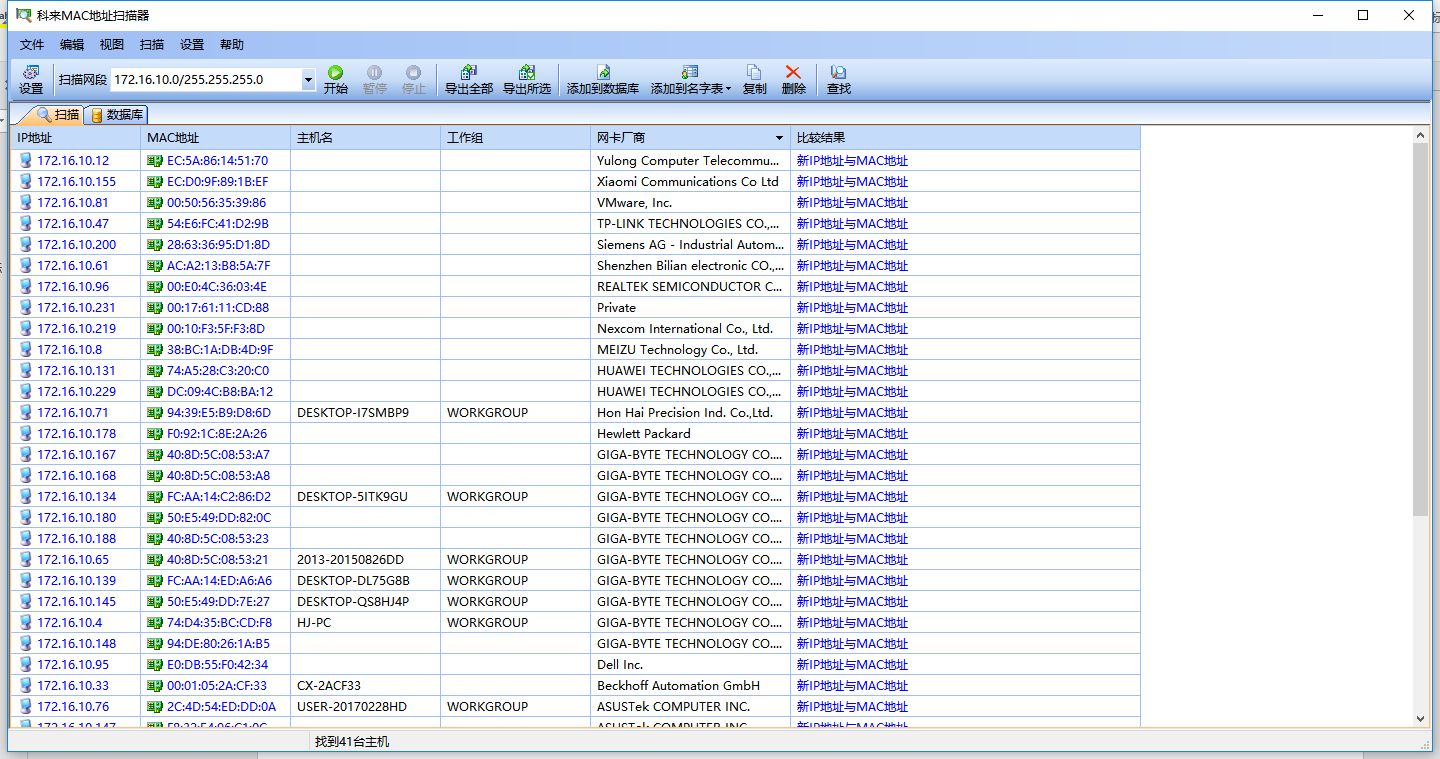 科来MAC地址扫描器
文件 编辑 视图 扫描 设置 帮助
设置 扫描网段 172.16.10.0/255.255.255.0 开始 暂停 停止 导出全部 导出所选 添加到数据库 添加到名字表 复制 删除 查找
扫描 数据库
IP地址 MAC地址 主机名 工作组 网卡厂商 比较结果
172.16.10.12 EC:5A:86:14:51:70 Yulong Computer Telecommu... 新IP地址与MAC地址
172.16.10.155 EC:D0:9F:89:1B:EF Xiaomi Communications Co Ltd 新IP地址与MAC地址
172.16.10.81 00:50:56:35:39:86 VMware, Inc. 新IP地址与MAC地址
172.16.10.47 54:E6:FC:41:D2:9B TP-LINK TECHNOLOGIES CO.,... 新IP地址与MAC地址
172.16.10.200 28:63:36:95:D1:8D Siemens AG - Industrial Autom... 新IP地址与MAC地址
172.16.10.61 AC:A2:13:B8:5A:7F Shenzhen Bilian electronic CO.,... 新IP地址与MAC地址
172.16.10.96 00:E0:4C:36:03:4E REALTEK SEMICONDUCTOR C... 新IP地址与MAC地址
172.16.10.231 00:17:61:11:CD:88 Private 新IP地址与MAC地址
172.16.10.219 00:10:F3:5F:F3:8D Nexcom International Co., Ltd. 新IP地址与MAC地址
172.16.10.8 38:BC:1A:DB:4D:9F MEIZU Technology Co., Ltd. 新IP地址与MAC地址
172.16.10.131 74:A5:28:C3:20:C0 HUAWEI TECHNOLOGIES CO.,... 新IP地址与MAC地址
172.16.10.229 DC:09:4C:B8:BA:12 HUAWEI TECHNOLOGIES CO.,... 新IP地址与MAC地址
172.16.10.71 94:39:E5:B9:D8:6D DESKTOP-I7SMBP9 WORKGROUP Hon Hai Precision Ind. Co.,Ltd. 新IP地址与MAC地址
172.16.10.178 F0:92:1C:8E:2A:26 Hewlett Packard 新IP地址与MAC地址
172.16.10.167 40:8D:5C:08:53:A7 GIGA-BYTE TECHNOLOGY CO.... 新IP地址与MAC地址
172.16.10.168 40:8D:5C:08:53:A8 GIGA-BYTE TECHNOLOGY CO.... 新IP地址与MAC地址
172.16.10.134 FC:AA:14:C2:86:D2 DESKTOP-5ITK9GU WORKGROUP GIGA-BYTE TECHNOLOGY CO.... 新IP地址与MAC地址
172.16.10.180 50:E5:49:DD:82:0C GIGA-BYTE TECHNOLOGY CO.... 新IP地址与MAC地址
172.16.10.188 40:8D:5C:08:53:23 GIGA-BYTE TECHNOLOGY CO.... 新IP地址与MAC地址
172.16.10.65 40:8D:5C:08:53:21 2013-20150826DD WORKGROUP GIGA-BYTE TECHNOLOGY CO.... 新IP地址与MAC地址
172.16.10.139 FC:AA:14:ED:A6:A6 DESKTOP-DL75G8B WORKGROUP GIGA-BYTE TECHNOLOGY CO.... 新IP地址与MAC地址
172.16.10.145 50:E5:49:DD:7E:27 DESKTOP-QS8HJ4P WORKGROUP GIGA-BYTE TECHNOLOGY CO.... 新IP地址与MAC地址
172.16.10.4 74:D4:35:BC:CD:F8 HJ-PC WORKGROUP GIGA-BYTE TECHNOLOGY CO.... 新IP地址与MAC地址
172.16.10.148 94:DE:80:26:1A:B5 GIGA-BYTE TECHNOLOGY CO.... 新IP地址与MAC地址
172.16.10.95 E0:DB:55:F0:42:34 Dell Inc. 新IP地址与MAC地址
172.16.10.33 00:01:05:2A:CF:33 CX-2ACF33 Beckhoff Automation GmbH 新IP地址与MAC地址
172.16.10.76 2C:4D:54:ED:DD:0A USER-20170228HD WORKGROUP ASUSTek COMPUTER INC. 新IP地址与MAC地址
172.16.10.147 ASUSTek COMPUTER INC. 新IP地址与MAC地址
找到41台主机